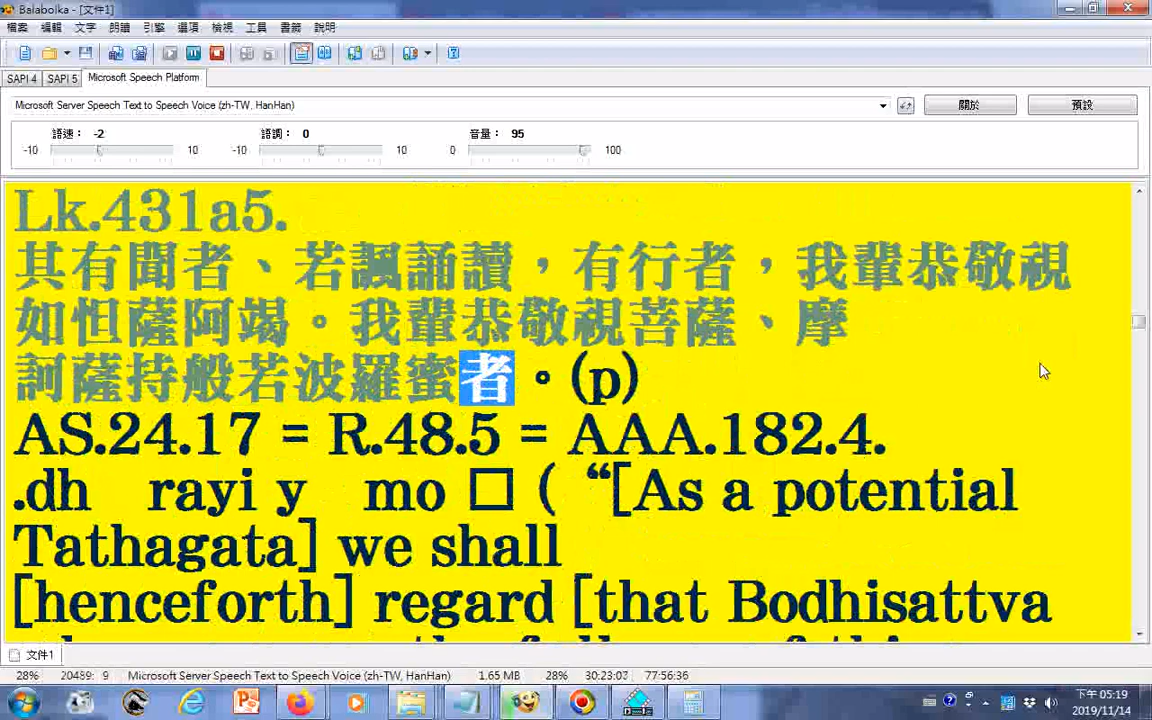 Balabolka - [文件1]
檔案 編輯 文字 朗讀 引擎 選項 檢視 工具 書籤 說明
SAPI 4 SAPI 5 Microsoft Speech Platform
Microsoft Server Speech Text to Speech Voice (zh-TW, HanHan) 關於 預設
語速： -2 語調： 0 音量： 95
-10 10 -10 10 0 100
Lk.431a5.
其有聞者、若諷誦讀，有行者，我輩恭敬視
如怛薩阿竭。我輩恭敬視菩薩、摩
訶薩持般若波羅蜜者。(p)
AS.24.17 = R.48.5 = AAA.182.4.
.dh rayi y mo □ ( “[As a potential
Tathagata] we shall
[henceforth] regard [that Bodhisattva
文件1
28% 20489: 9 Microsoft Server Speech Text to Speech Voice (zh-TW, HanHan) 1.65 MB 28% 30:23:07 77:56:36
下午 05:19
2019/11/14